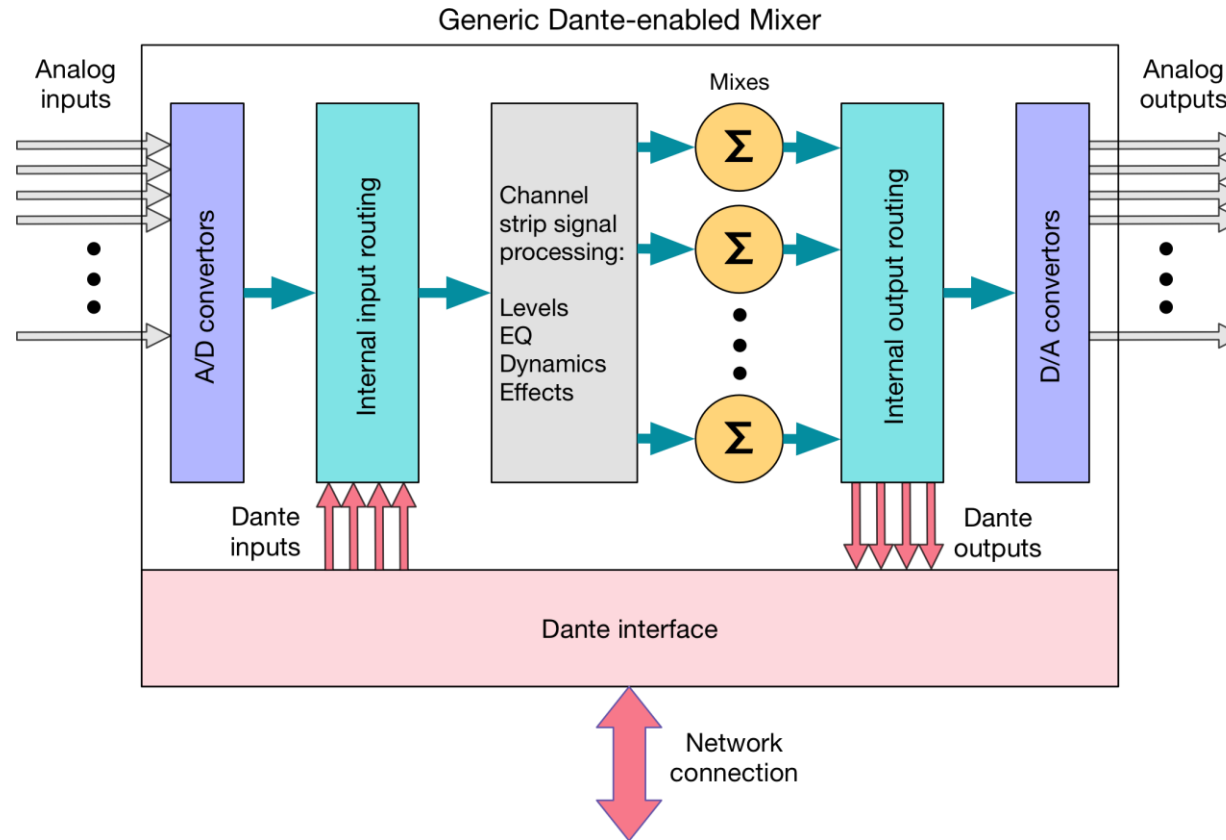 Generic Dante-enabled Mixer
Analog
inputs
Mixes
Analog
outputs
A/D convertors
Internal input routing
Channel
strip signal
processing:
Levels
EQ
Dynamics
Effects
Σ
Σ
Σ
Internal output routing
D/A convertors
Dante
inputs
Dante
outputs
Dante interface
Network
connection